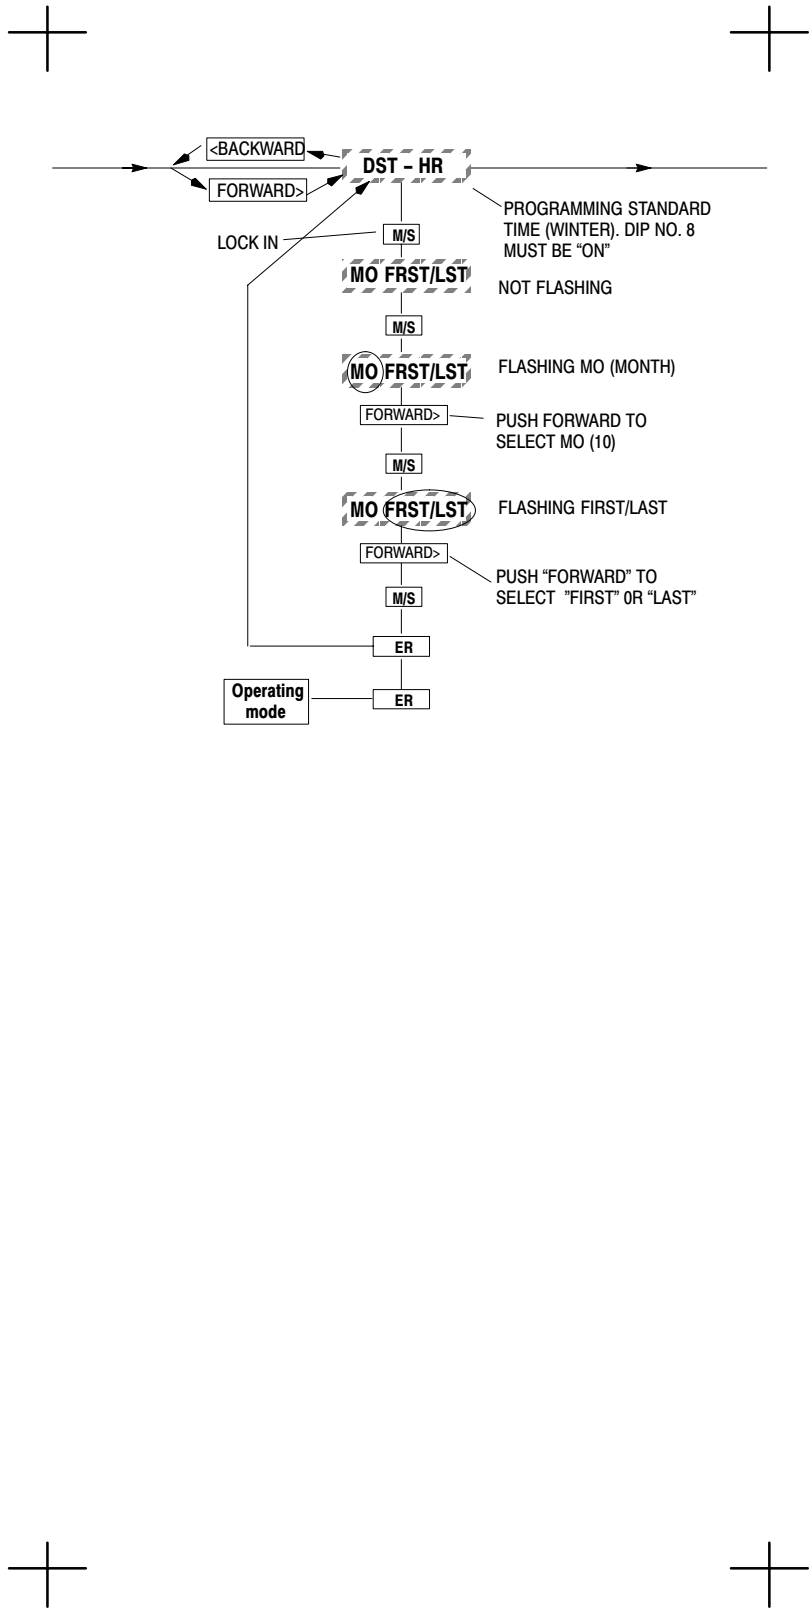 <BACKWARD
DST – HR
FORWARD>
PROGRAMMING STANDARD
TIME (WINTER). DIP NO. 8
MUST BE “ON”
LOCK IN
M/S
MO FRST/LST
NOT FLASHING
M/S
MO FRST/LST
FLASHING MO (MONTH)
FORWARD>
PUSH FORWARD TO
SELECT MO (10)
M/S
MO FRST/LST
FLASHING FIRST/LAST
FORWARD>
PUSH “FORWARD” TO
SELECT ”FIRST” 0R “LAST”
M/S
ER
Operating
mode
ER